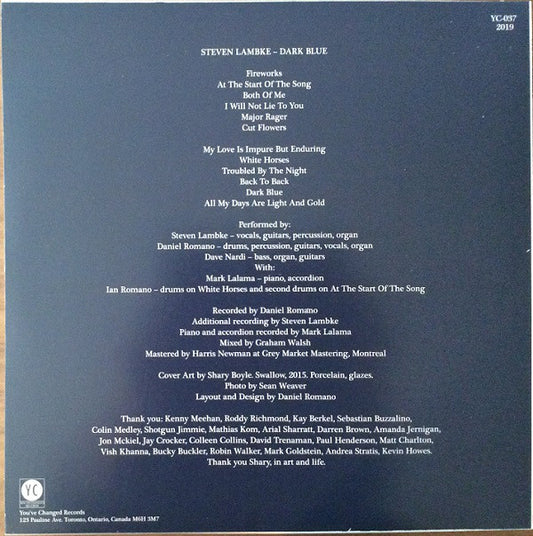 YC-037
2019
STEVEN LAMBKE – DARK BLUE
Fireworks
At The Start Of The Song
Both Of Me
I Will Not Lie To You
Major Rager
Cut Flowers
My Love Is Impure But Enduring
White Horses
Troubled By The Night
Back To Back
Dark Blue
All My Days Are Light And Gold
Performed by:
Steven Lambke – vocals, guitars, percussion, organ
Daniel Romano – drums, percussion, guitars, vocals, organ
Dave Nardi – bass, organ, guitars
With:
Mark Lalama – piano, accordion
Ian Romano – drums on White Horses and second drums on At The Start Of The Song
Recorded by Daniel Romano
Additional recording by Steven Lambke
Piano and accordion recorded by Mark Lalama
Mixed by Graham Walsh
Mastered by Harris Newman at Grey Market Mastering, Montreal
Cover Art by Shary Boyle. Swallow, 2015. Porcelain, glazes.
Photo by Sean Weaver
Layout and Design by Daniel Romano
Thank you: Kenny Meehan, Roddy Richmond, Kay Berkel, Sebastian Buzzalino,
Colin Medley, Shotgun Jimmie, Mathias Kom, Arial Sharratt, Darren Brown, Amanda Jernigan,
Jon Mckiel, Jay Crocker, Colleen Collins, David Trenaman, Paul Henderson, Matt Charlton,
Vish Khanna, Bucky Buckler, Robin Walker, Mark Goldstein, Andrea Stratis, Kevin Howes.
Thank you Shary, in art and life.
YC
You've Changed Records
123 Pauline Ave. Toronto, Ontario, Canada M6H 3M7